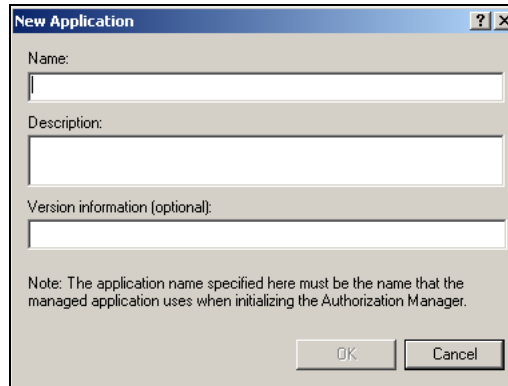 New Application
Name:
Description:
Version information (optional):
Note: The application name specified here must be the name that the
managed application uses when initializing the Authorization Manager.
OK
Cancel